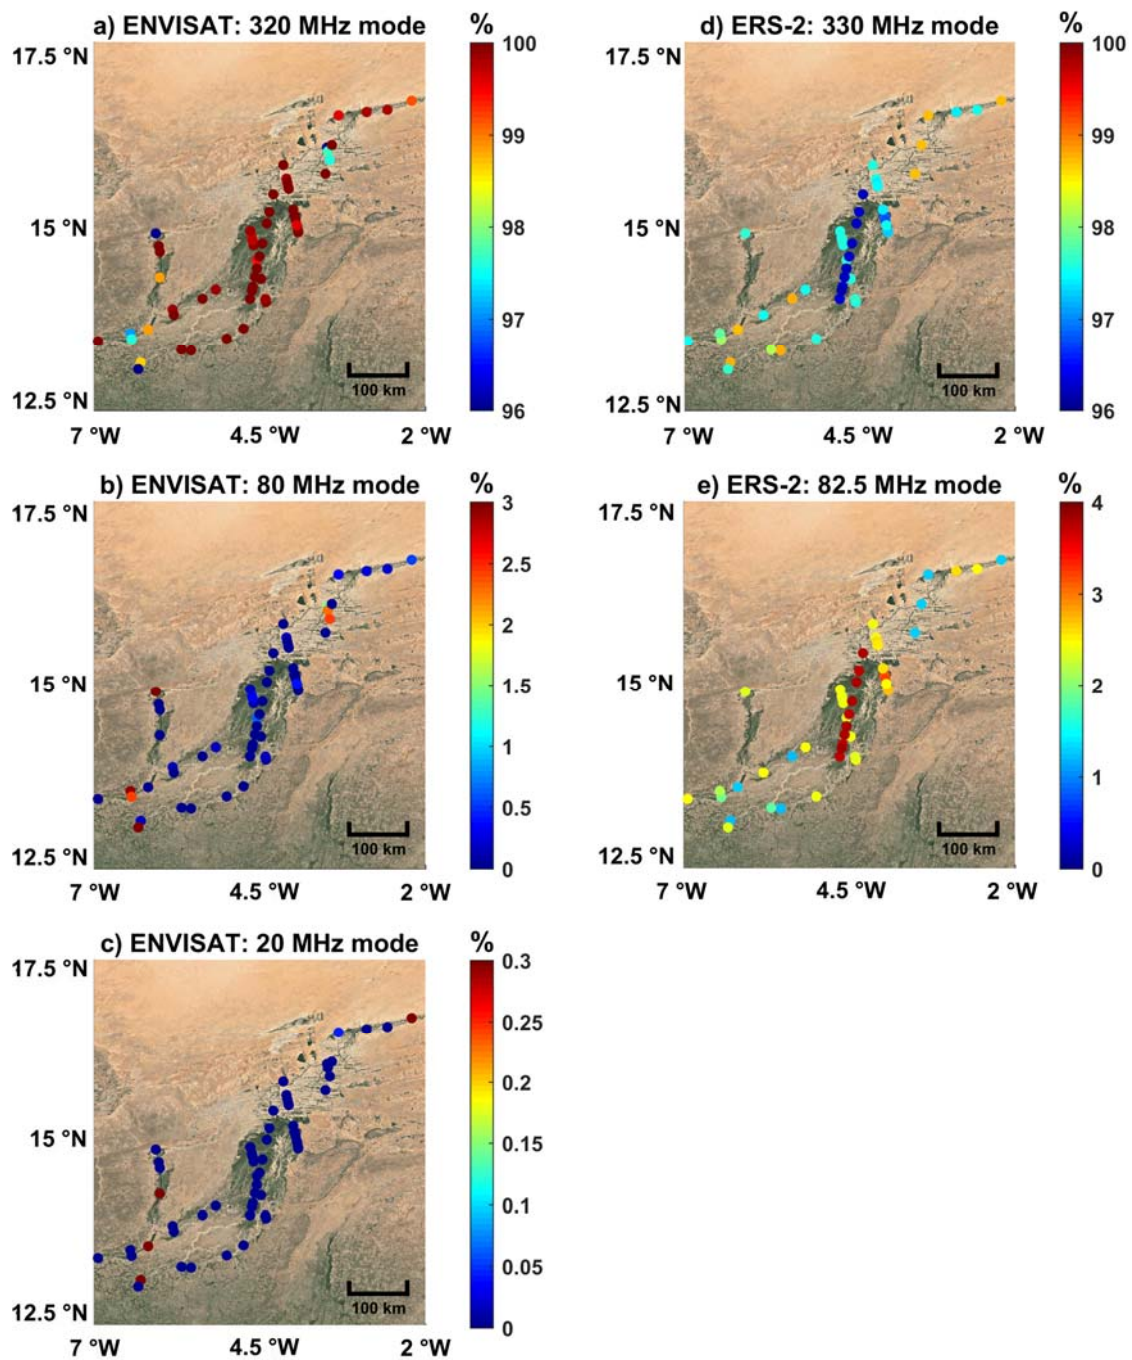 a) ENVISAT: 320 MHz mode
%
17.5 °N
15 °N
12.5 °N
7 °W
4.5 °W
2 °W
100
99
98
97
96
100 km
d) ERS-2: 330 MHz mode
%
17.5 °N
15 °N
12.5 °N
7 °W
4.5 °W
2 °W
100
99
98
97
96
100 km
b) ENVISAT: 80 MHz mode
%
17.5 °N
15 °N
12.5 °N
7 °W
4.5 °W
2 °W
3
2.5
2
1.5
1
0.5
0
100 km
e) ERS-2: 82.5 MHz mode
%
17.5 °N
15 °N
12.5 °N
7 °W
4.5 °W
2 °W
4
3
2
1
0
100 km
c) ENVISAT: 20 MHz mode
%
17.5 °N
15 °N
12.5 °N
7 °W
4.5 °W
2 °W
0.3
0.25
0.2
0.15
0.1
0.05
0
100 km